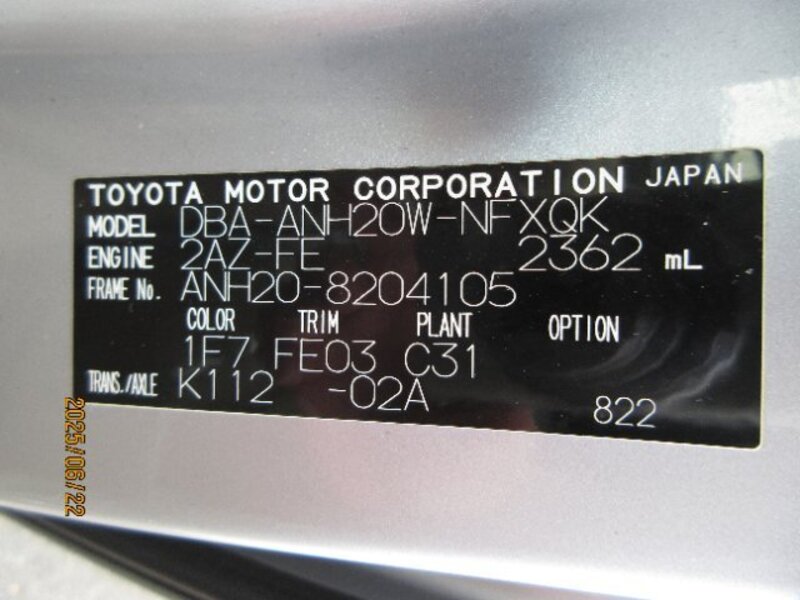 TOYOTA MOTOR CORPORATION JAPAN
MODEL DBA-ANH20W-NFXQK
ENGINE 2AZ-FE 2362 mL
FRAME No. ANH20-8204105
COLOR TRIM PLANT OPTION
1F7 FE03 C31
TRANS./AXLE K112 -02A
822
2025/06/22